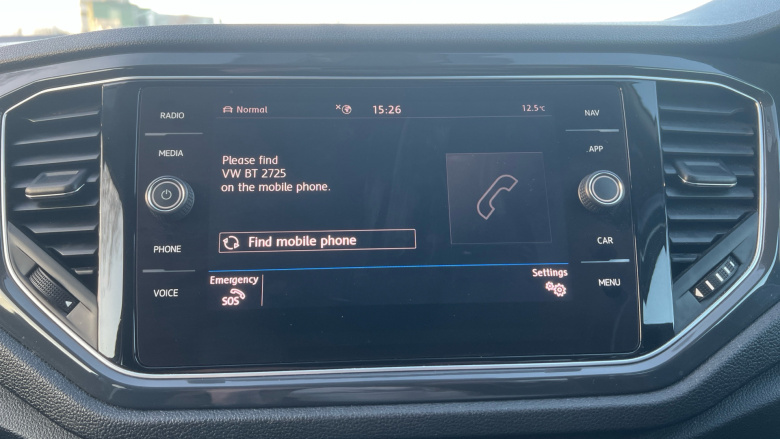 RADIO
MEDIA
PHONE
VOICE
Normal
15:26
12.5°C
Please find
VW BT 2725
on the mobile phone.
Find mobile phone
Emergency
SOS
Settings
NAV
APP
CAR
MENU